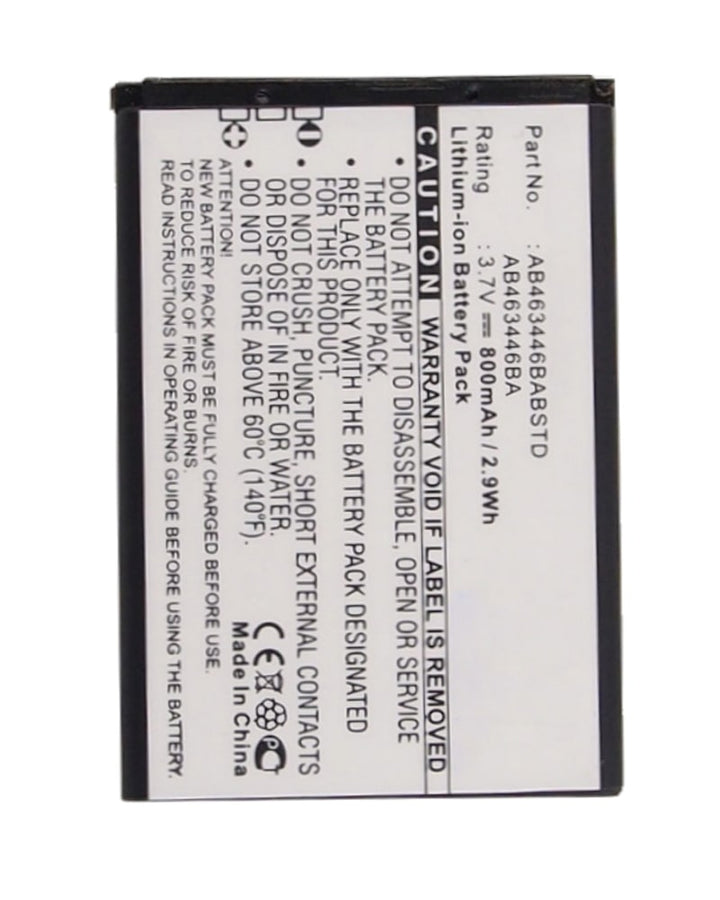 Part No. : AB463446BABSTD
AB463446BA
Rating : 3.7V 800mAh / 2.9Wh
Lithium-ion Battery Pack
CAUTION WARRANTY VOID IF LABEL IS REMOVED
• DO NOT ATTEMPT TO DISASSEMBLE, OPEN OR SERVICE
THE BATTERY PACK.
• REPLACE ONLY WITH THE BATTERY PACK DESIGNATED
FOR THIS PRODUCT.
• DO NOT CRUSH, PUNCTURE, SHORT EXTERNAL CONTACTS
OR DISPOSE OF IN FIRE OR WATER.
• DO NOT STORE ABOVE 60°C (140°F).
ATTENTION!
NEW BATTERY PACK MUST BE FULLY CHARGED BEFORE USE.
TO REDUCE RISK OF FIRE OR BURNS.
READ INSTRUCTIONS IN OPERATING GUIDE BEFORE USING THE BATTERY.
CE PC
Made In China